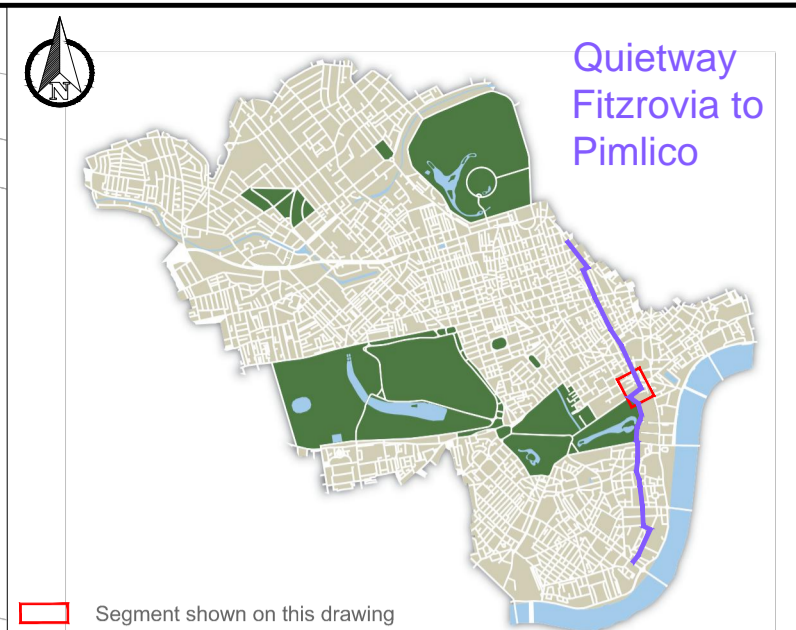 Quietway
Fitzrovia to
Pimlico
N
Segment shown on this drawing